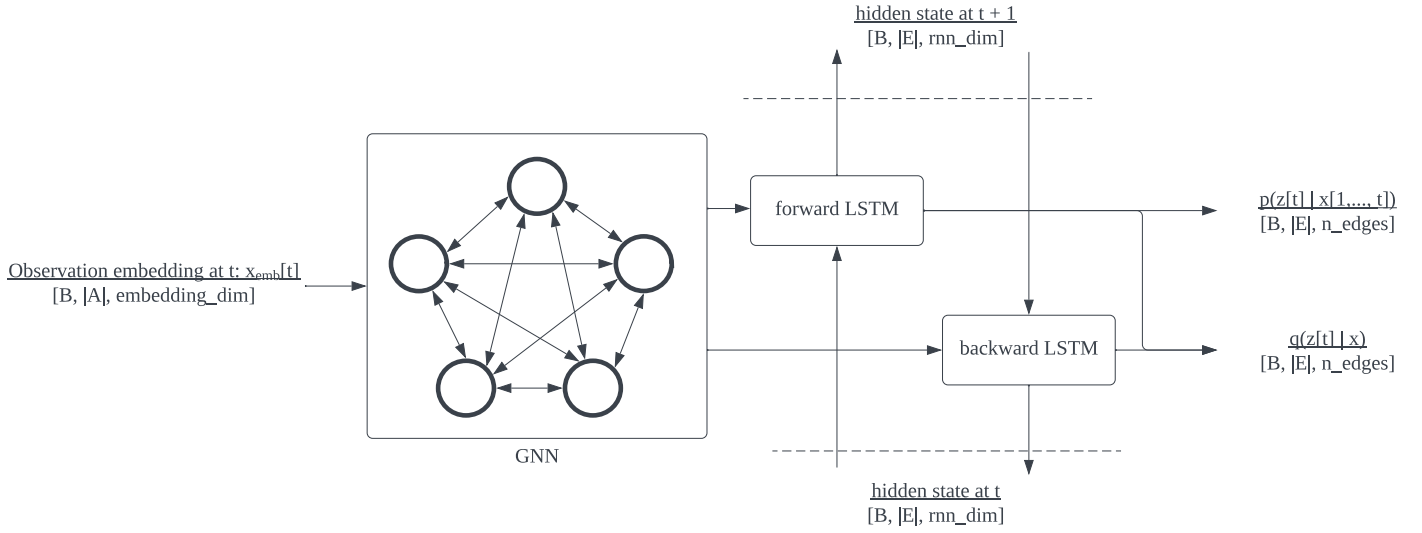 hidden state at t + 1
[B, |E|, rnn_dim]
forward LSTM
p(z[t] | x[1,..., t])
[B, |E|, n_edges]
Observation embedding at t: xemb[t]
[B, |A|, embedding_dim]
backward LSTM
q(z[t] | x)
[B, |E|, n_edges]
GNN
hidden state at t
[B, |E|, rnn_dim]